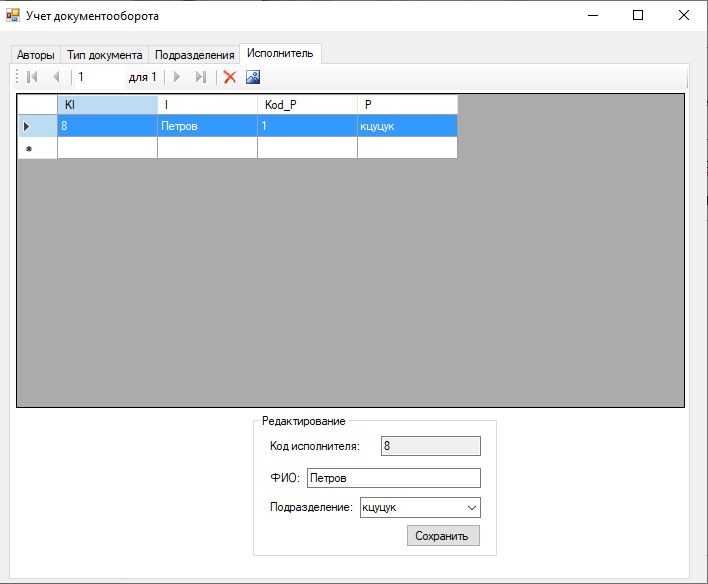 Учет документооборота
Авторы Тип документа Подразделения Исполнитель
1 для 1
KI I Kod_P P
8 Петров 1 кцуцук
Редактирование
Код исполнителя: 8
ФИО: Петров
Подразделение: кцуцук
Сохранить